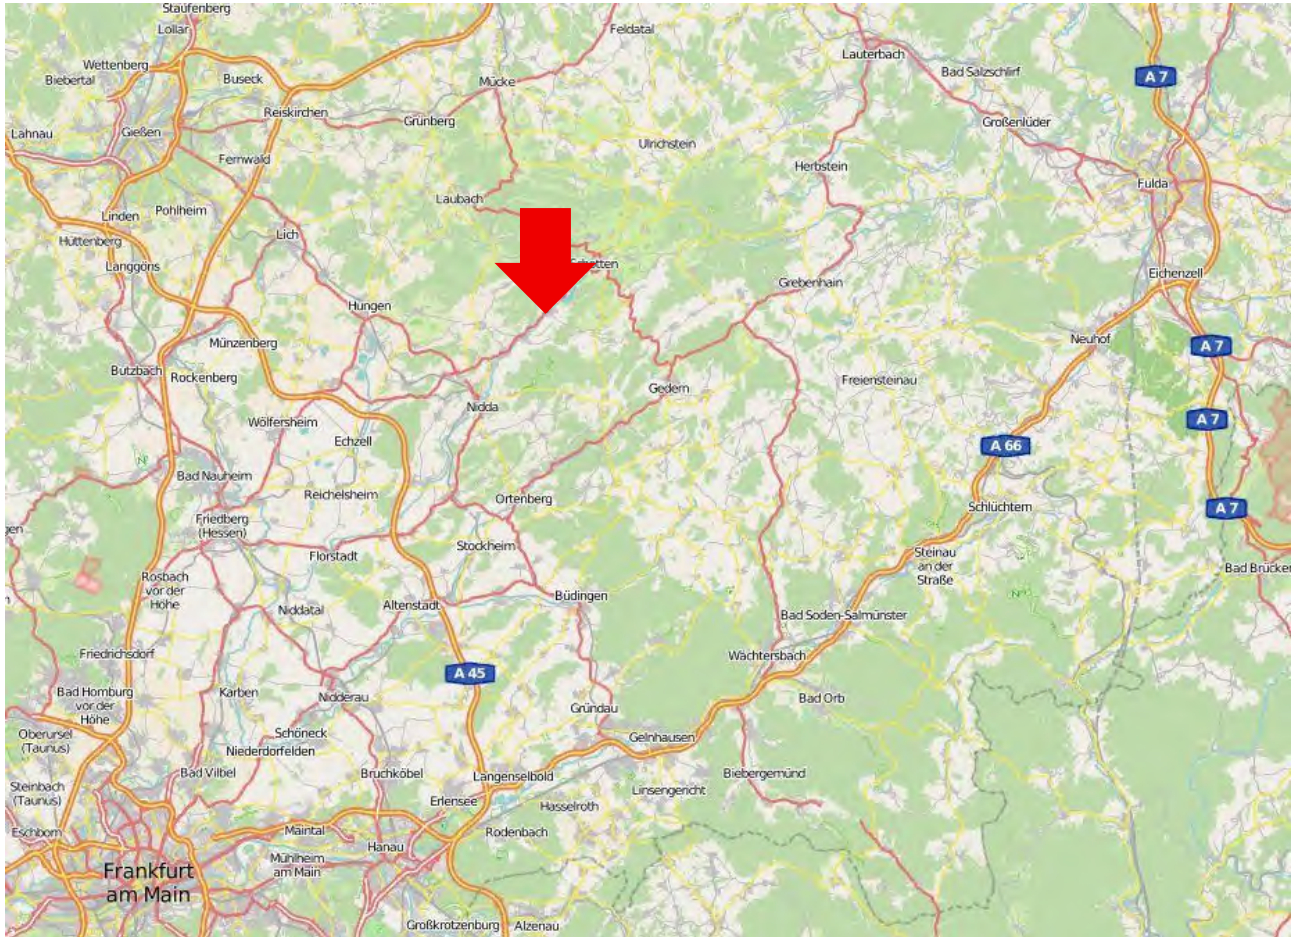 Staufenberg
Lollar
Feldatal
Wettenberg
Lauterbach
Biebertal
Buseck
Mücke
Bad Salzschlirf
A 7
Reiskirchen
Grünberg
Großenlüder
Lahnau
Gießen
Ulrichstein
Fernwald
Herbstein
Fulda
Laubach
Pohlheim
Linden
Lich
Hüttenberg
Langgöns
Eichenzell
Grebenhain
Hungen
Münzenberg
Neuhof
A 7
Butzbach
Rockenberg
Freiensteinau
Gedern
Nidda
Wölfersheim
A 7
Echzell
A 66
Bad Nauheim
Reichelsheim
Ortenberg
Schlüchtern
A 7
Friedberg
(Hessen)
Stockheim
Florstadt
Steinau
an der
Straße
Bad Brücken
Rosbach
vor der
Höhe
Niddatal
Altenstadt
Büdingen
Bad Soden-Salmünster
Friedrichsdorf
Wächtersbach
A 45
Bad Homburg
vor der
Höhe
Karben
Nidderau
Bad Orb
Gründau
Oberursel
(Taunus)
Schöneck
Niederdorfelden
Gelnhausen
Bad Vilbel
Bruchköbel
Langenselbold
Biebergemünd
Steinbach
(Taunus)
Linsengericht
Erlensee
Hasselroth
Eschborn
Maintal
Rodenbach
Hanau
Mühlheim
am Main
Frankfurt
am Main
Großkrotzenburg
Alzenau